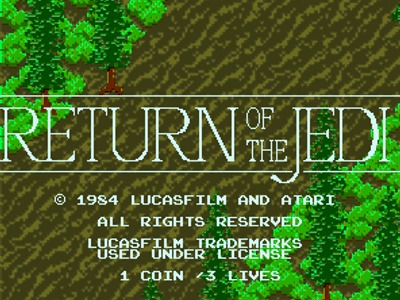 RETURN OF THE JEDI
© 1984 LUCASFILM AND ATARI
ALL RIGHTS RESERVED
LUCASFILM TRADEMARKS
USED UNDER LICENSE
1 COIN /3 LIVES